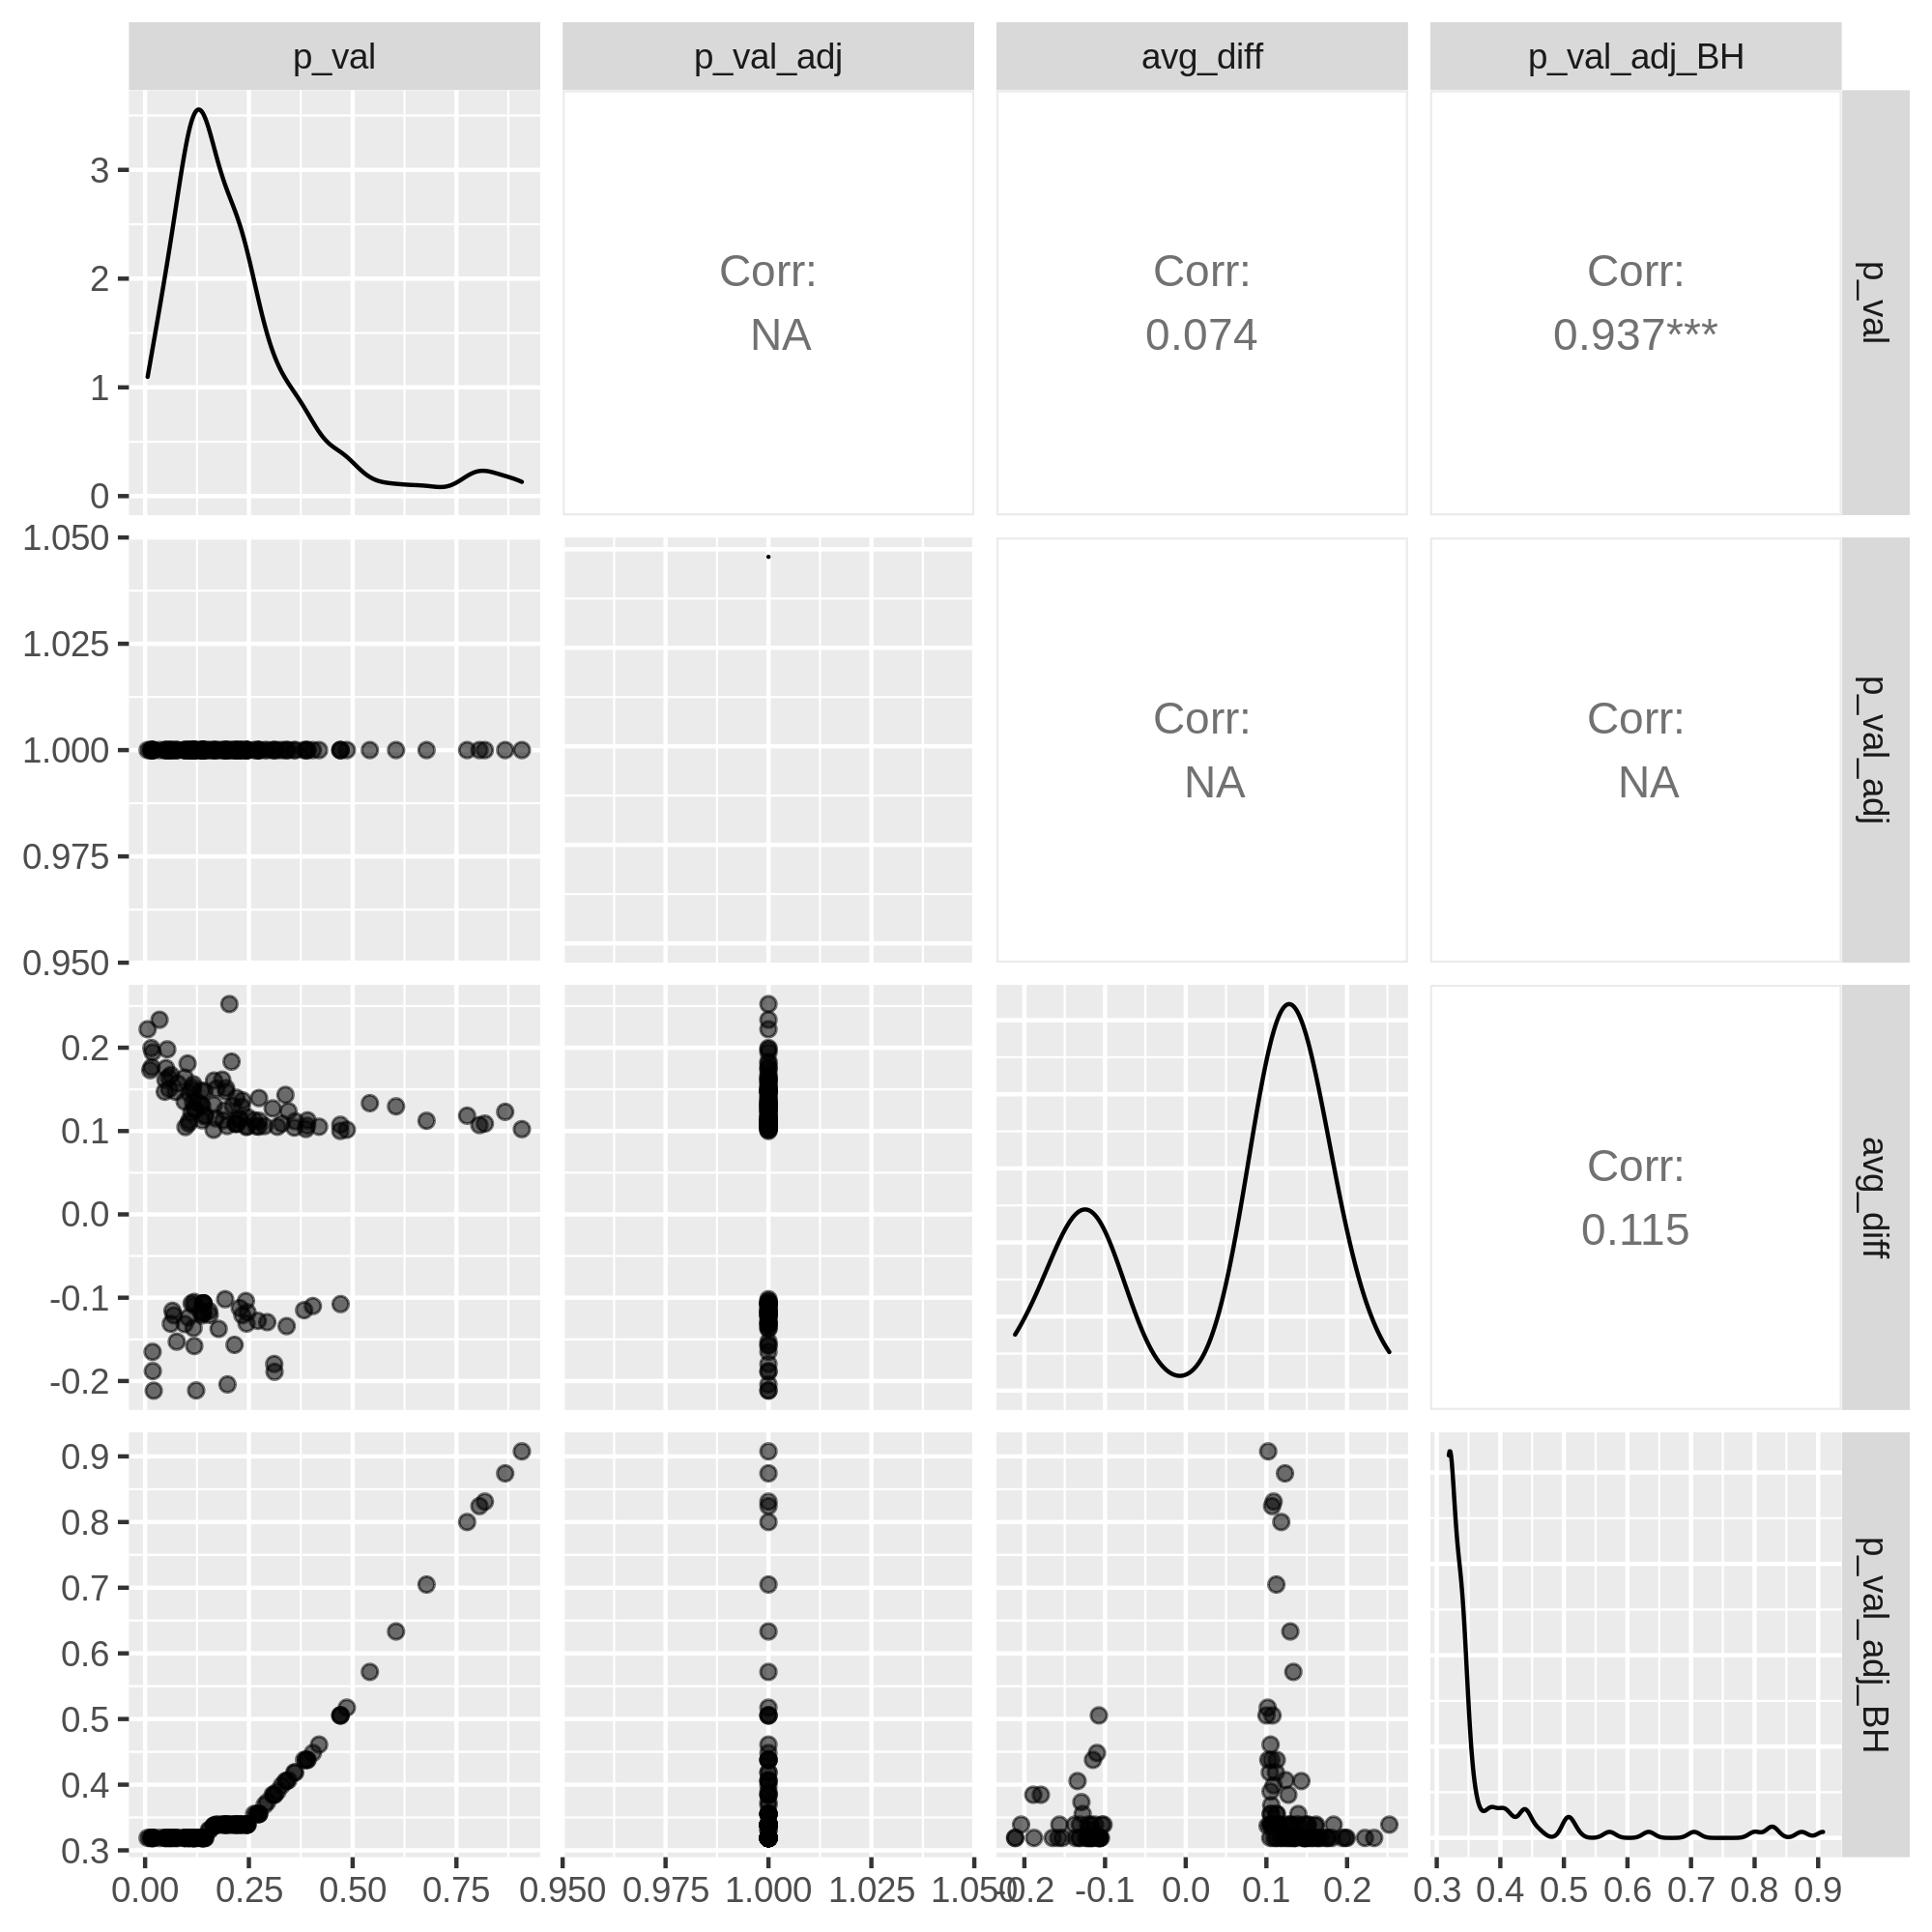 p_val
p_val_adj
avg_diff
p_val_adj_BH
3
2
1
0
Corr:
NA
Corr:
0.074
Corr:
0.937***
p_val
1.050
1.025
1.000
0.975
0.950
Corr:
NA
Corr:
NA
p_val_adj
0.2
0.1
0.0
-0.1
-0.2
Corr:
0.115
avg_diff
0.9
0.8
0.7
0.6
0.5
0.4
0.3
p_val_adj_BH
0.00 0.25 0.50 0.75
0.950 0.975 1.000 1.025 1.050
-0.2 -0.1 0.0 0.1 0.2
0.3 0.4 0.5 0.6 0.7 0.8 0.9